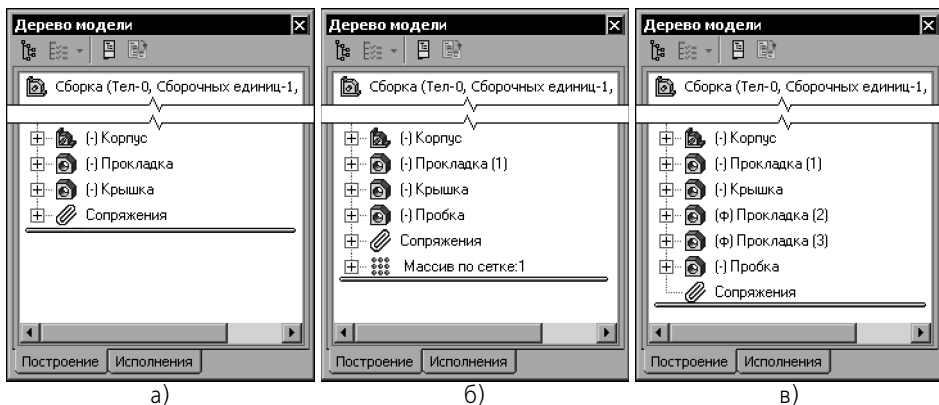 Дерево модели
Сборка (Тел-0, Сборочных единиц-1,
(-) Корпус
(-) Прокладка
(-) Крышка
Сопряжения
Построение
Исполнения
а)
Дерево модели
Сборка (Тел-0, Сборочных единиц-1,
(-) Корпус
(-) Прокладка (1)
(-) Крышка
(-) Пробка
Сопряжения
Массив по сетке:1
Построение
Исполнения
б)
Дерево модели
Сборка (Тел-0, Сборочных единиц-1,
(-) Корпус
(-) Прокладка (1)
(-) Крышка
(ф) Прокладка (2)
(ф) Прокладка (3)
(-) Пробка
Сопряжения
Построение
Исполнения
в)